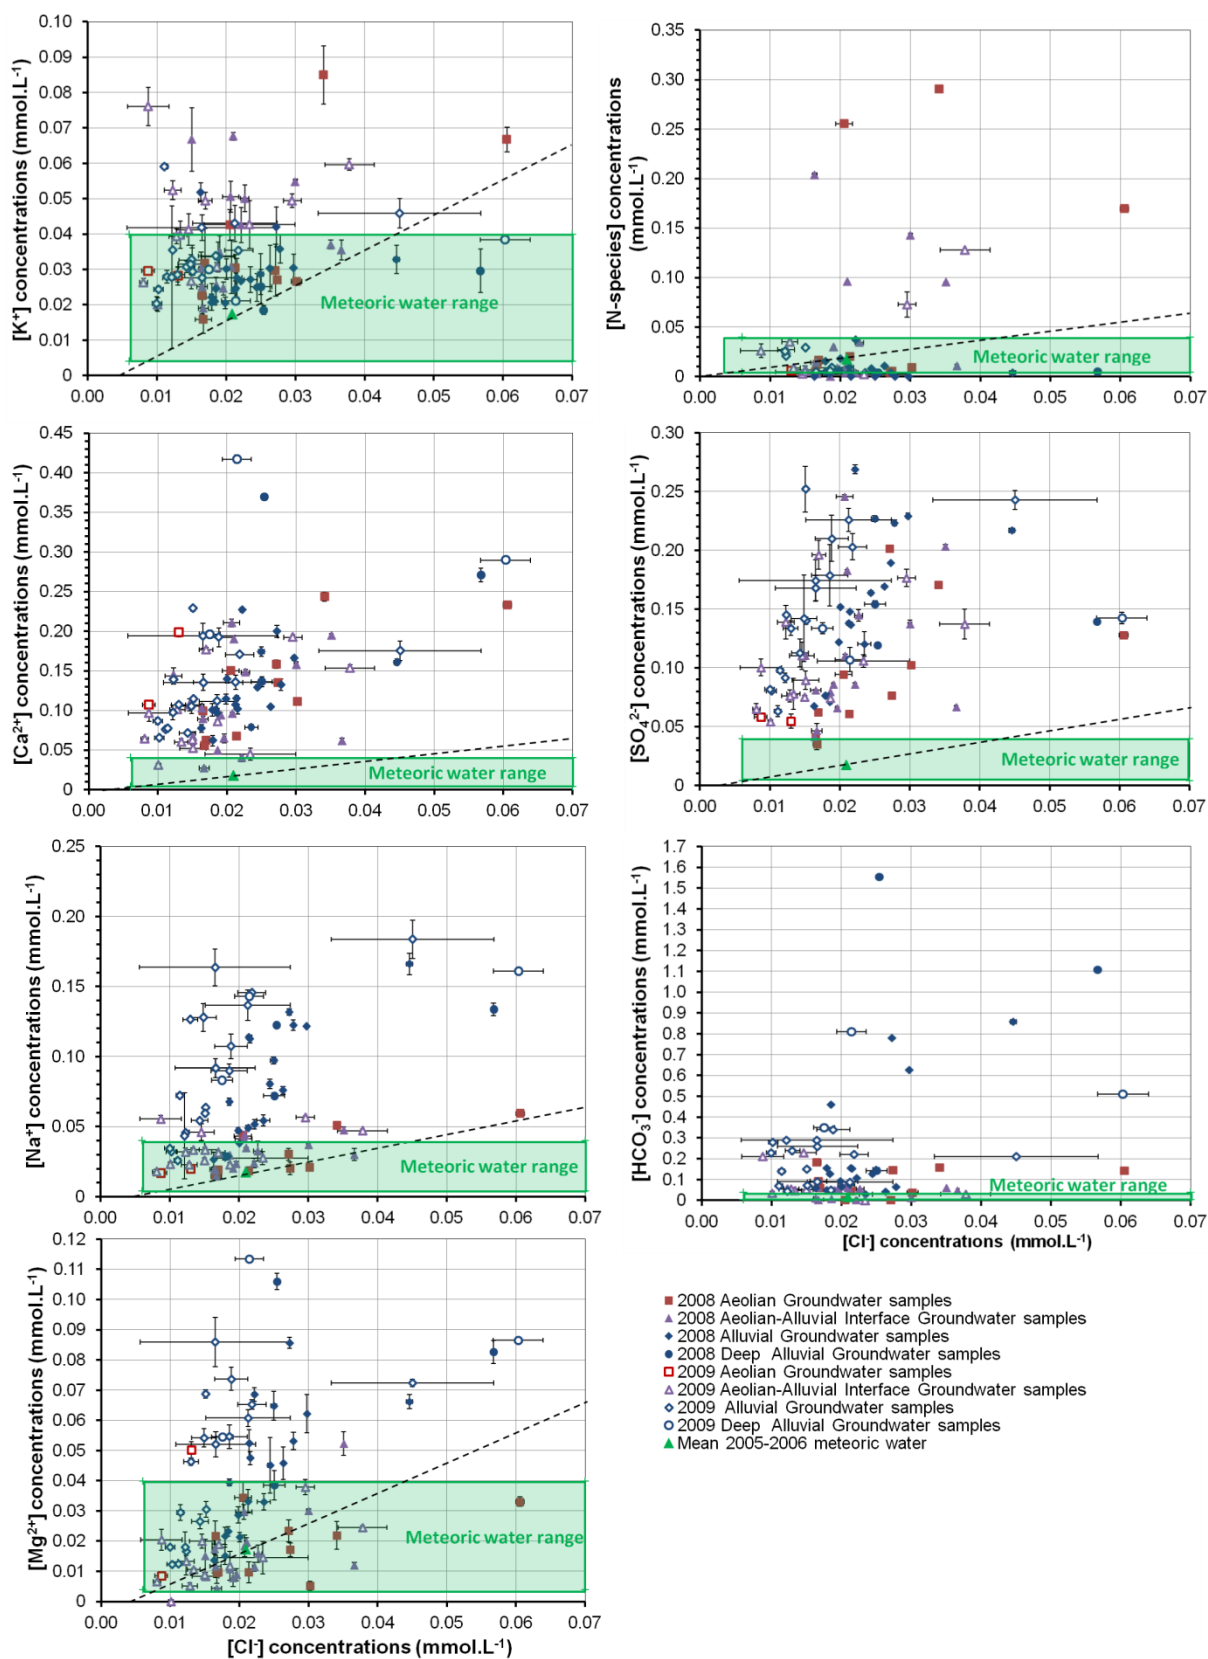 [K+] concentrations (mmol.L-1)
0.10
0.09
0.08
0.07
0.06
0.05
0.04
0.03
0.02
0.01
0
Meteoric water range
0.00 0.01 0.02 0.03 0.04 0.05 0.06 0.07
[N-species] concentrations
(mmol.L-1)
0.35
0.30
0.25
0.20
0.15
0.10
0.05
0
Meteoric water range
0.00 0.01 0.02 0.03 0.04 0.05 0.06 0.07
[Ca2+] concentrations (mmol.L-1)
0.45
0.40
0.35
0.30
0.25
0.20
0.15
0.10
0.05
0
Meteoric water range
0.00 0.01 0.02 0.03 0.04 0.05 0.06 0.07
[SO42-] concentrations (mmol.L-1)
0.30
0.25
0.20
0.15
0.10
0.05
0
Meteoric water range
0.00 0.01 0.02 0.03 0.04 0.05 0.06 0.07
[Na+] concentrations (mmol.L-1)
0.25
0.20
0.15
0.10
0.05
0
Meteoric water range
0.00 0.01 0.02 0.03 0.04 0.05 0.06 0.07
[HCO3-] concentrations (mmol.L-1)
1.7
1.6
1.5
1.4
1.3
1.2
1.1
1.0
0.9
0.8
0.7
0.6
0.5
0.4
0.3
0.2
0.1
0
Meteoric water range
0.00 0.01 0.02 0.03 0.04 0.05 0.06 0.07
[Cl-] concentrations (mmol.L-1)
[Mg2+] concentrations (mmol.L-1)
0.12
0.11
0.10
0.09
0.08
0.07
0.06
0.05
0.04
0.03
0.02
0.01
0
Meteoric water range
0.00 0.01 0.02 0.03 0.04 0.05 0.06 0.07
[Cl-] concentrations (mmol.L-1)
2008 Aeolian Groundwater samples
2008 Aeolian-Alluvial Interface Groundwater samples
2008 Alluvial Groundwater samples
2008 Deep Alluvial Groundwater samples
2009 Aeolian Groundwater samples
2009 Aeolian-Alluvial Interface Groundwater samples
2009 Alluvial Groundwater samples
2009 Deep Alluvial Groundwater samples
Mean 2005-2006 meteoric water